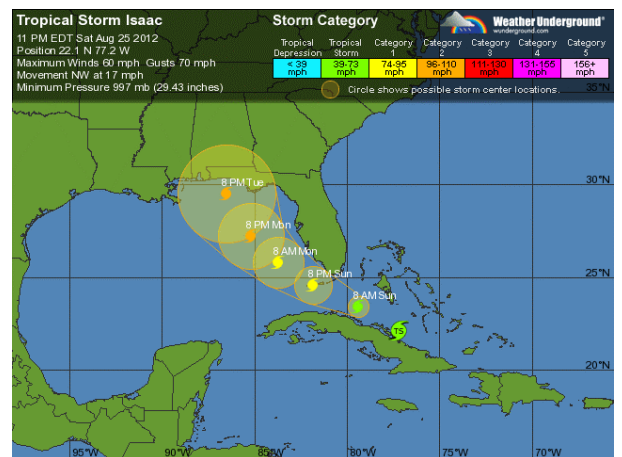 Tropical Storm Isaac
11 PM EDT Sat Aug 25 2012
Position 22.1 N 77.2 W
Maximum Winds 60 mph Gusts 70 mph
Movement NW at 17 mph
Minimum Pressure 997 mb (29.43 inches)
Storm Category
Weather Underground®
wunderground.com
Tropical Depression
< 39 mph
Tropical Storm
39-73 mph
Category 1
74-95 mph
Category 2
96-110 mph
Category 3
111-130 mph
Category 4
131-155 mph
Category 5
156+ mph
Circle shows possible storm center locations.
35°N
30°N
25°N
20°N
8 PM Tue
8 PM Mon
8 AM Mon
8 PM Sun
8 AM Sun
TS
95°W
90°W
85°W
80°W
75°W
70°W